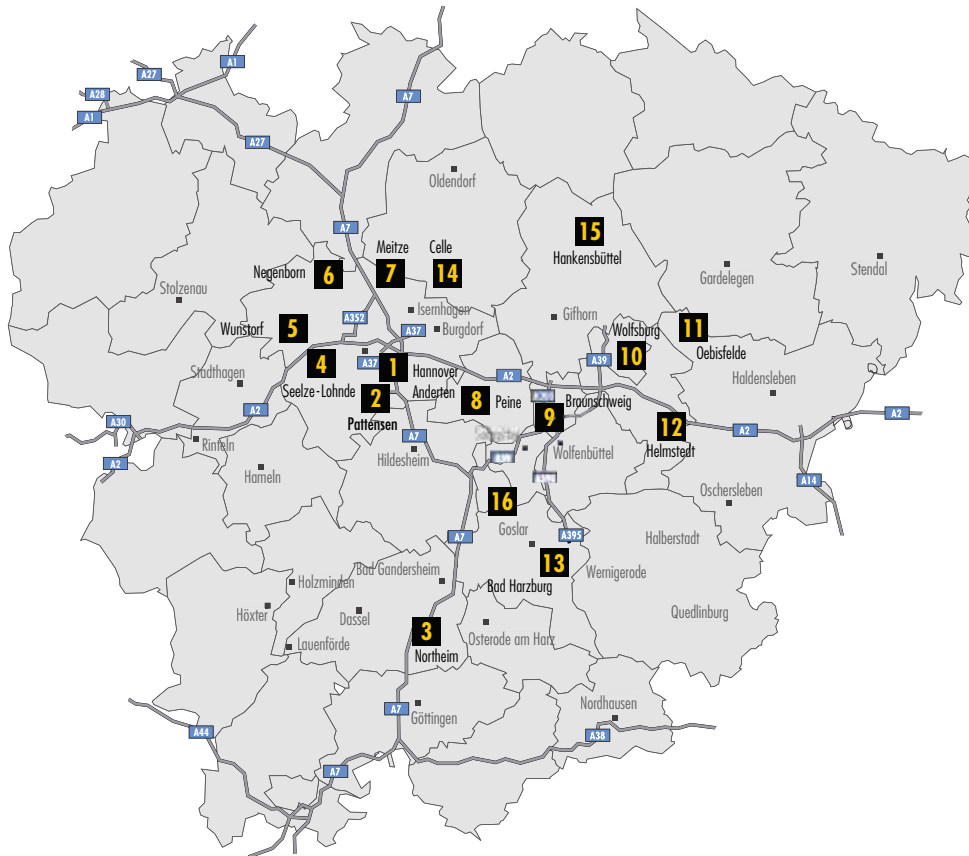 A1
A27
A28
A7
A1
A27
Oldendorf
A7
15
Meitze
Celle
Hankensbüttel
Stendal
Negenborn
6
7
14
Gardelegen
Stolzenau
Isernhagen
A352
Gifhorn
Wunstorf
5
A37
Burgdorf
Wolfsburg
11
Oebisfelde
A39
10
4
A37
1
Hannover
Anderten
Stadthagen
A2
Haldensleben
Seelze-Lohnde
2
8
Peine
9
Braunschweig
A2
A2
Pattensen
A30
12
A2
Rinteln
A7
Helmstedt
Hildesheim
Wolfenbüttel
A2
Hameln
A39
A14
16
Oschersleben
Goslar
A7
A395
Halberstadt
13
Bad Gandersheim
Wernigerode
Holzminden
Bad Harzburg
Höxter
Dassel
Quedlinburg
3
Osterode am Harz
Lauenförde
Northeim
Nordhausen
A7
Göttingen
A44
A38
A7